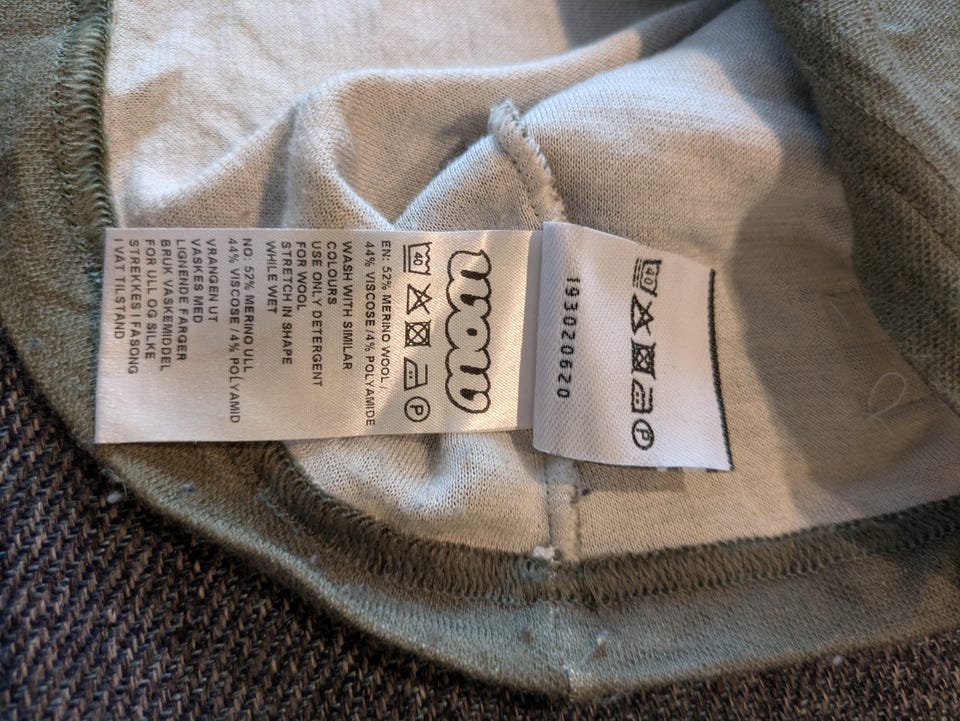 40 P
193020620
wow
40 P
EN: 52% MERINO WOOL /
44% VISCOSE / 4% POLYAMIDE
WASH WITH SIMILAR
COLOURS
USE ONLY DETERGENT
FOR WOOL
STRETCH IN SHAPE
WHILE WET
NO: 52% MERINO ULL
44% VISCOSE / 4% POLYAMID
VRANGEN UT
VASKES MED
LIGNENDE FARGER
BRUK VASKEMIDDEL
FOR ULL OG SILKE
STREKKES I FASONG
I VÅT TILSTAND